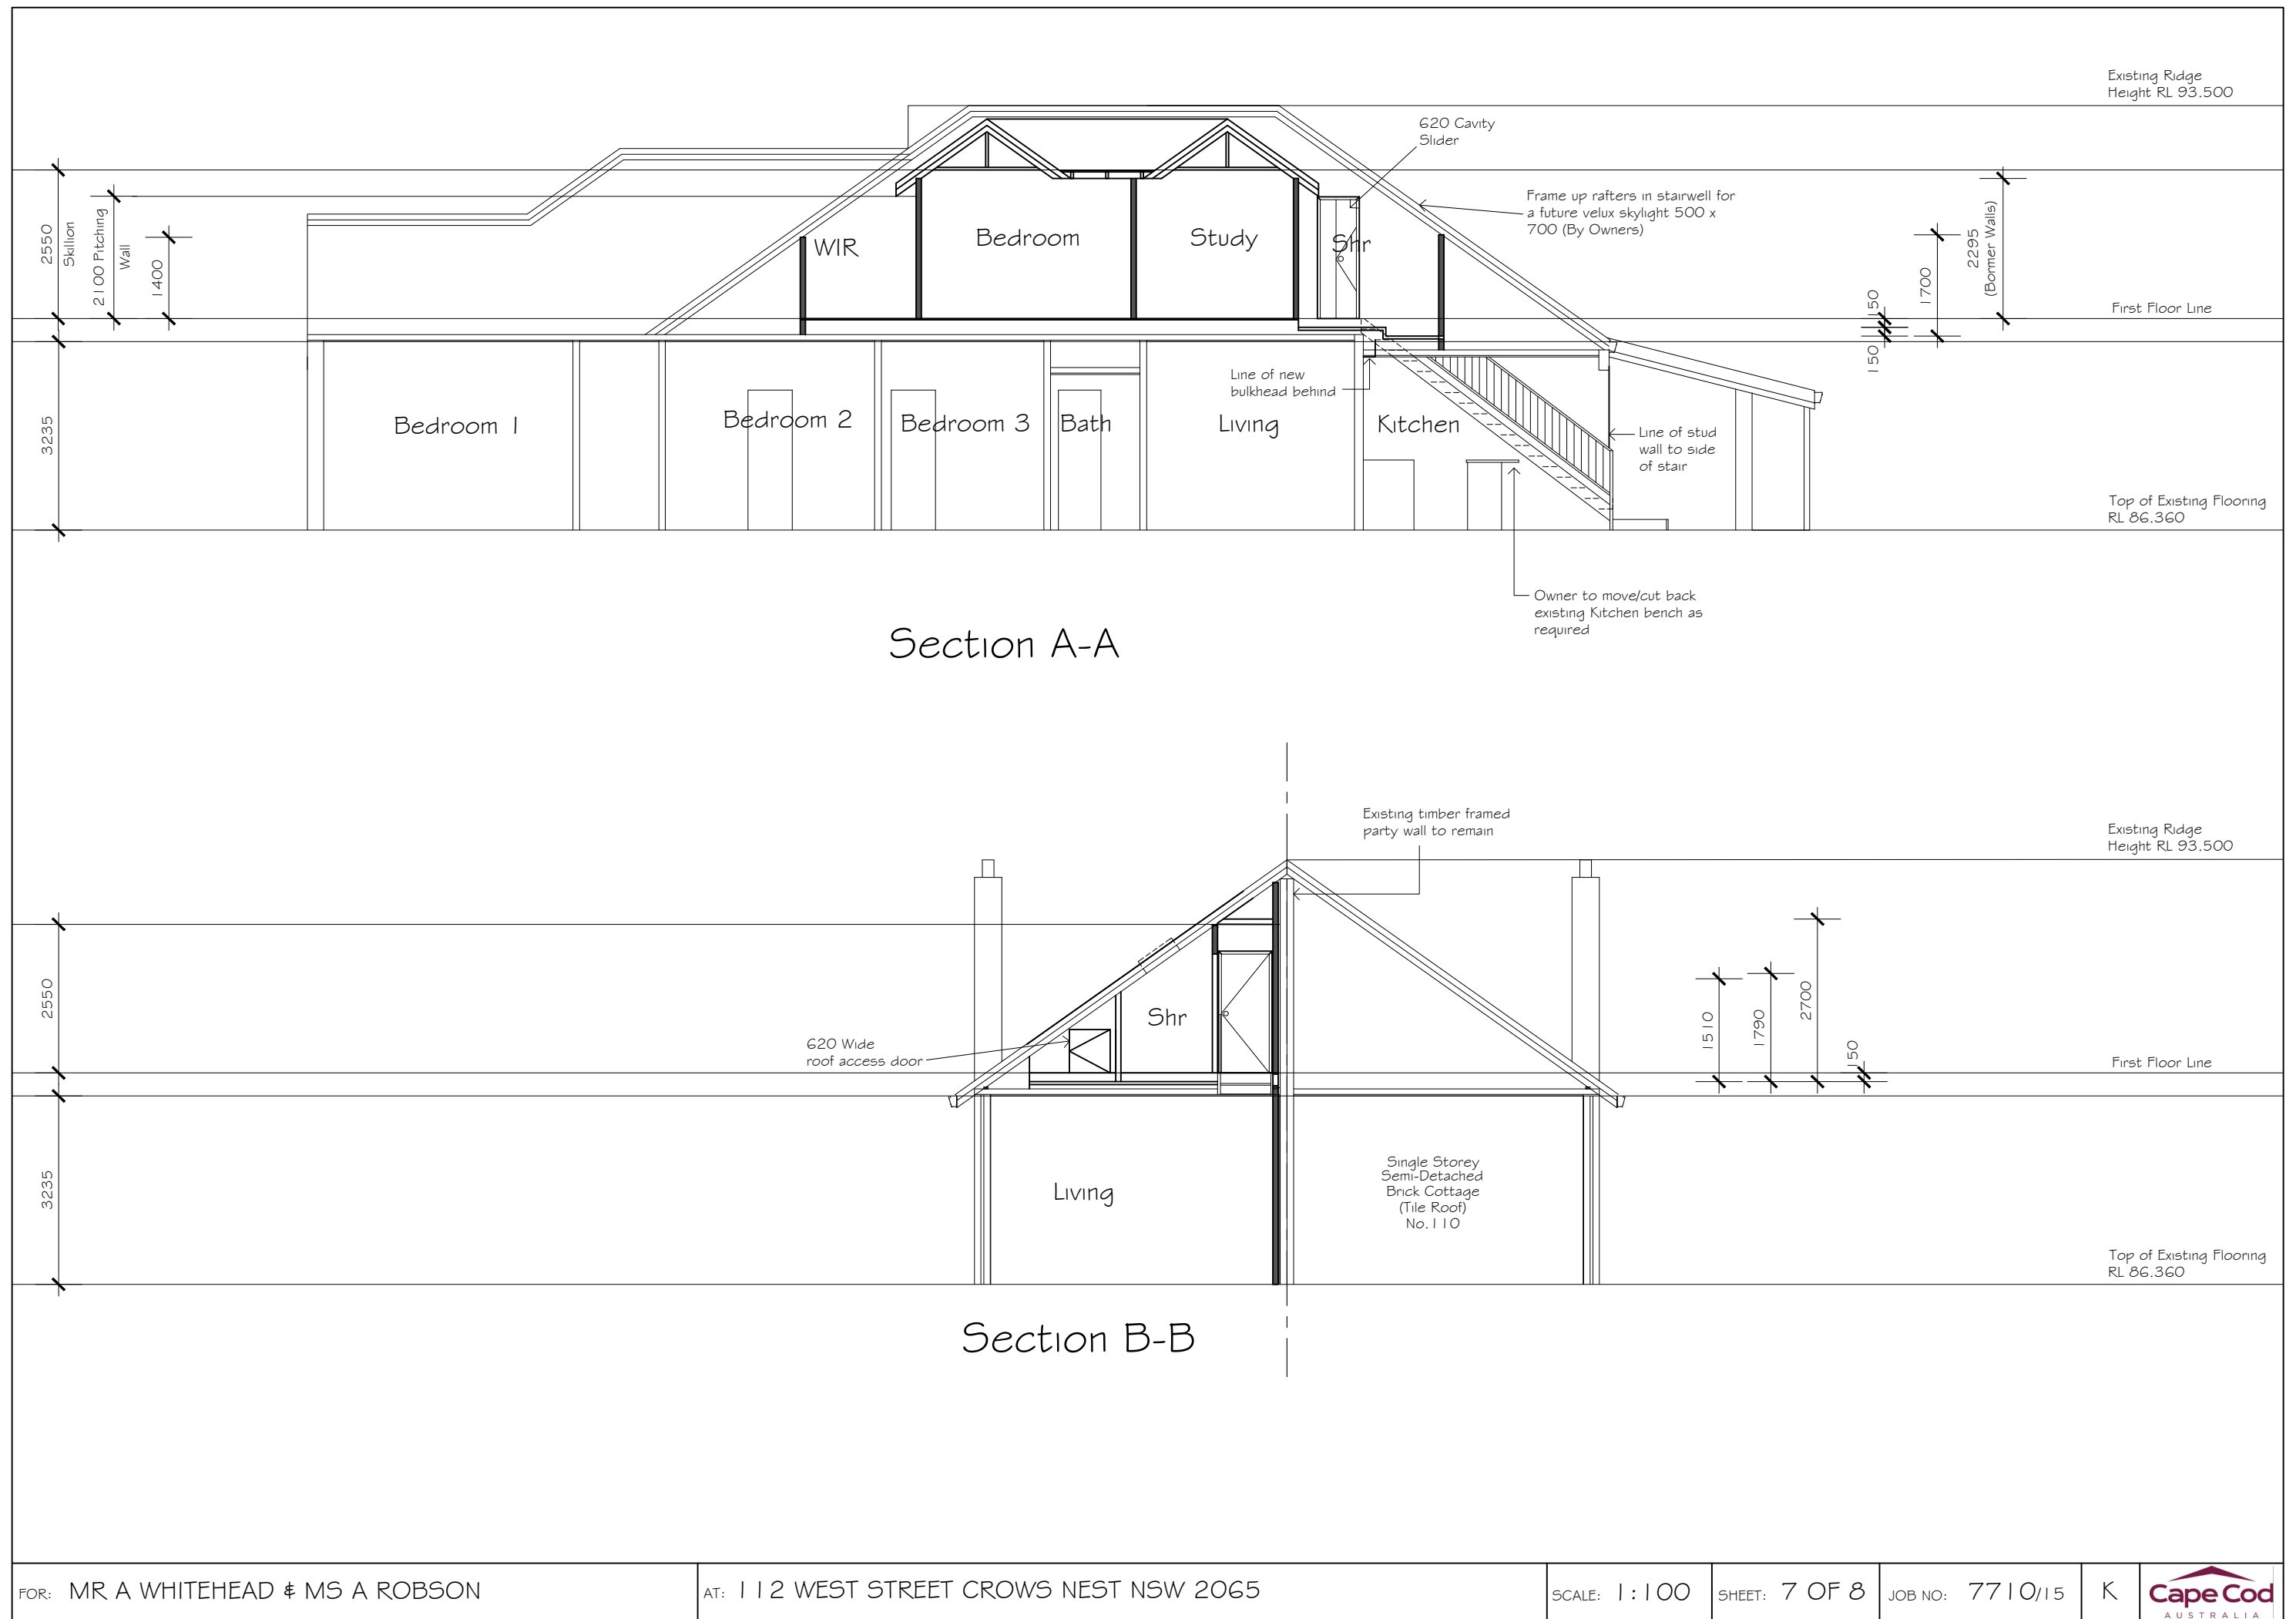 Existing Ridge
Height RL 93.500
620 Cavity
Slider
Frame up rafters in stairwell for
a future velux skylight 500 x
700 (By Owners)
2550
Skillion
2100 Pitching
Wall
1400
WIR
Bedroom
Study
Shr
2295
(Bormer Walls)
1700
150
150
First Floor Line
3235
Bedroom 1
Bedroom 2
Bedroom 3
Bath
Living
Kitchen
Line of new
bulkhead behind
Line of stud
wall to side
of stair
Top of Existing Flooring
RL 86.360
Owner to move/cut back
existing Kitchen bench as
required
Section A-A
Existing timber framed
party wall to remain
Existing Ridge
Height RL 93.500
2550
620 Wide
roof access door
Shr
1510
1790
2700
150
First Floor Line
3235
Living
Single Storey
Semi-Detached
Brick Cottage
(Tile Roof)
No.110
Top of Existing Flooring
RL 86.360
Section B-B
FOR: MR A WHITEHEAD & MS A ROBSON
AT: 112 WEST STREET CROWS NEST NSW 2065
SCALE: 1:100
SHEET: 7 OF 8
JOB NO: 7710/15
K
Cape Cod
AUSTRALIA